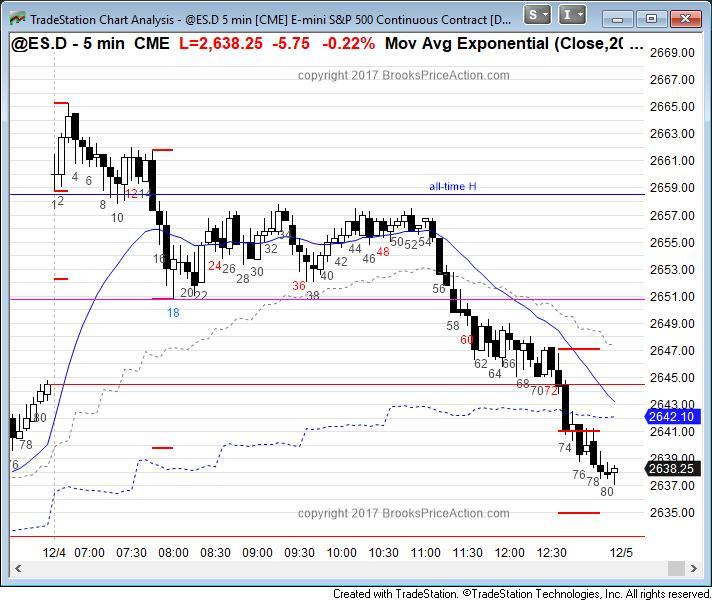 TradeStation Chart Analysis - @ES.D 5 min [CME] E-mini S&P 500 Continuous Contract [D...
S
I
@ES.D - 5 min CME L=2,638.25 -5.75 -0.22% Mov Avg Exponential (Close,20 ...
copyright 2017 BrooksPriceAction.com
2669.00
2667.00
2665.00
2663.00
2661.00
2659.00
2657.00
2655.00
2653.00
2651.00
2649.00
2647.00
2645.00
2643.00
2642.10
2641.00
2639.00
2638.25
2637.00
2635.00
all-time H
2 4 6 8 10 12 14
16 18 20 22 24 26 28 30 32 34 36 38 40 42 44 46 48 50 52 54
56 58 60 62 64 66 68 70 72
74 76 78 80
80
78
76
copyright 2017 BrooksPriceAction.com
12/4 07:00 07:30 08:00 08:30 09:00 09:30 10:00 10:30 11:00 11:30 12:00 12:30 12/5
Created with TradeStation. ©TradeStation Technologies, Inc. All rights reserved.